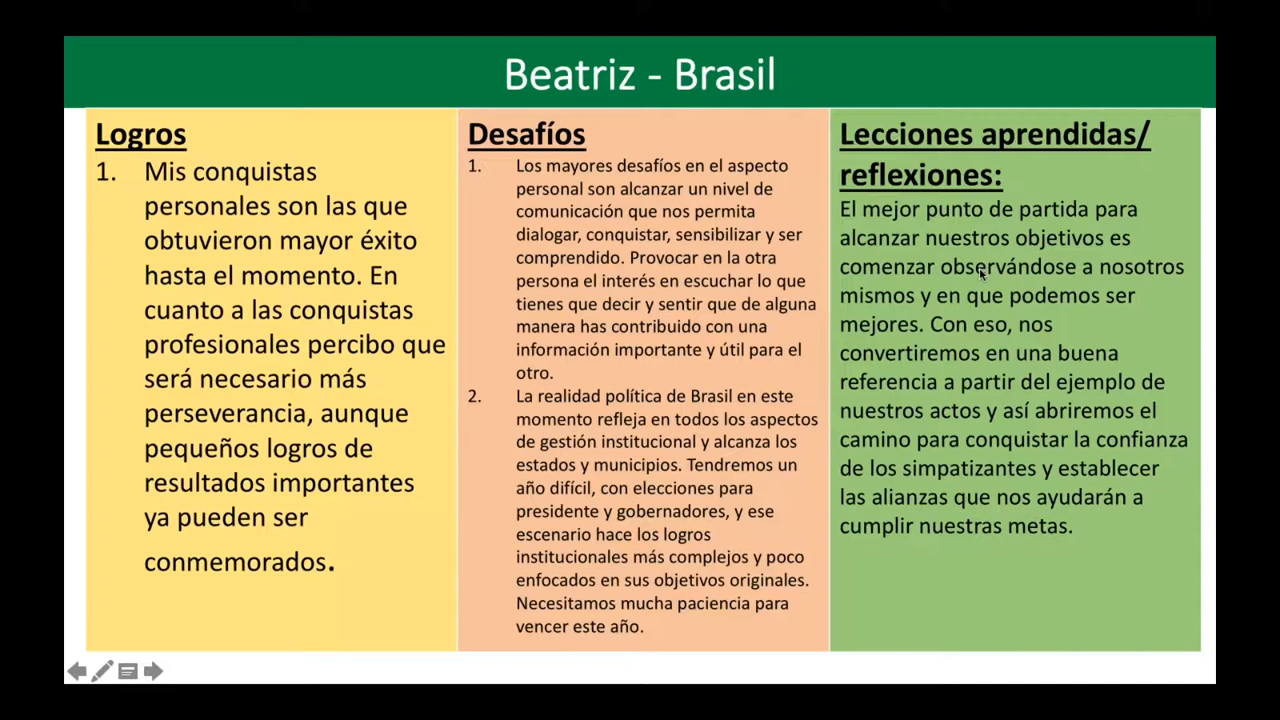 Beatriz - Brasil
Logros
1. Mis conquistas
personales son las que
obtuvieron mayor éxito
hasta el momento. En
cuanto a las conquistas
profesionales percibo que
será necesario más
perseverancia, aunque
pequeños logros de
resultados importantes
ya pueden ser
conmemorados.
Desafíos
1. Los mayores desafíos en el aspecto
personal son alcanzar un nivel de
comunicación que nos permita
dialogar, conquistar, sensibilizar y ser
comprendido. Provocar en la otra
persona el interés en escuchar lo que
tienes que decir y sentir que de alguna
manera has contribuido con una
información importante y útil para el
otro.
2. La realidad política de Brasil en este
momento refleja en todos los aspectos
de gestión institucional y alcanza los
estados y municipios. Tendremos un
año difícil, con elecciones para
presidente y gobernadores, y ese
escenario hace los logros
institucionales más complejos y poco
enfocados en sus objetivos originales.
Necesitamos mucha paciencia para
vencer este año.
Lecciones aprendidas/
reflexiones:
El mejor punto de partida para
alcanzar nuestros objetivos es
comenzar observándose a nosotros
mismos y en que podemos ser
mejores. Con eso, nos
convertiremos en una buena
referencia a partir del ejemplo de
nuestros actos y así abriremos el
camino para conquistar la confianza
de los simpatizantes y establecer
las alianzas que nos ayudarán a
cumplir nuestras metas.